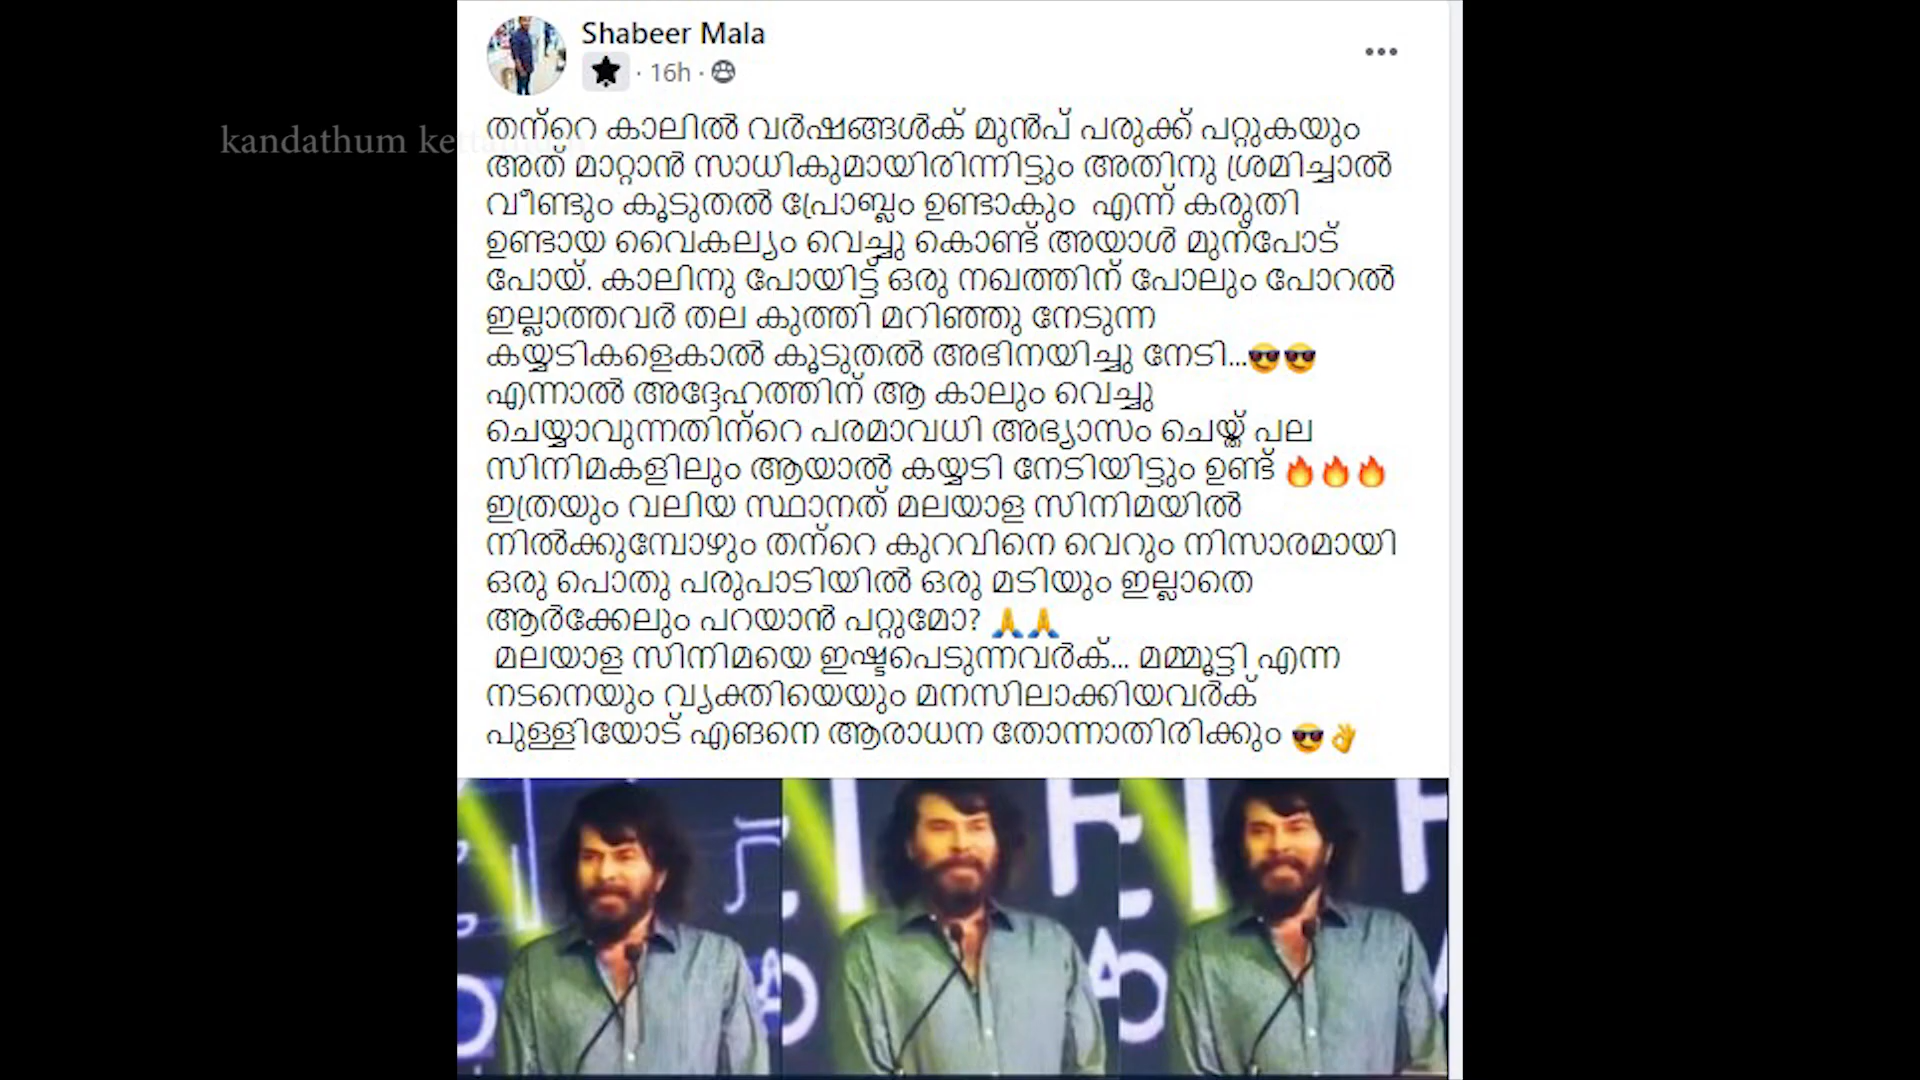 Shabeer Mala
· 16h ·
kandathum
തന്റെ കാലിൽ വർഷങ്ങൾക് മുൻപ് പരുക്ക് പറ്റുകയും
അത് മാറ്റാൻ സാധികുമായിരിന്നിട്ടും അതിനു ശ്രമിച്ചാൽ
വീണ്ടും കൂടുതൽ പ്രോബ്ലം ഉണ്ടാകും എന്ന് കരുതി
ഉണ്ടായ വൈകല്യം വെച്ചു കൊണ്ട് അയാൾ മുന്പോട്
പോയ്. കാലിനു പോയിട്ട് ഒരു നഖത്തിന് പോലും പോറൽ
ഇല്ലാത്തവർ തല കുത്തി മറിഞ്ഞു നേടുന്ന
കയ്യടികളെകാൽ കൂടുതൽ അഭിനയിച്ചു നേടി...😎😎
എന്നാൽ അദ്ദേഹത്തിന് ആ കാലും വെച്ചു
ചെയ്യാവുന്നതിന്റെ പരമാവധി അഭ്യാസം ചെയ്ത് പല
സിനിമകളിലും ആയാൽ കയ്യടി നേടിയിട്ടും ഉണ്ട് 🔥🔥🔥
ഇത്രയും വലിയ സ്ഥാനത് മലയാള സിനിമയിൽ
നിൽക്കുമ്പോഴും തന്റെ കുറവിനെ വെറും നിസാരമായി
ഒരു പൊതു പരുപാടിയിൽ ഒരു മടിയും ഇല്ലാതെ
ആർക്കേലും പറയാൻ പറ്റുമോ? 🙏🙏
മലയാള സിനിമയെ ഇഷ്ടപെടുന്നവർക്... മമ്മൂട്ടി എന്ന
നടനെയും വ്യക്തിയെയും മനസിലാക്കിയവർക്
പുള്ളിയോട് എങനെ ആരാധന തോന്നാതിരിക്കും 😎👌